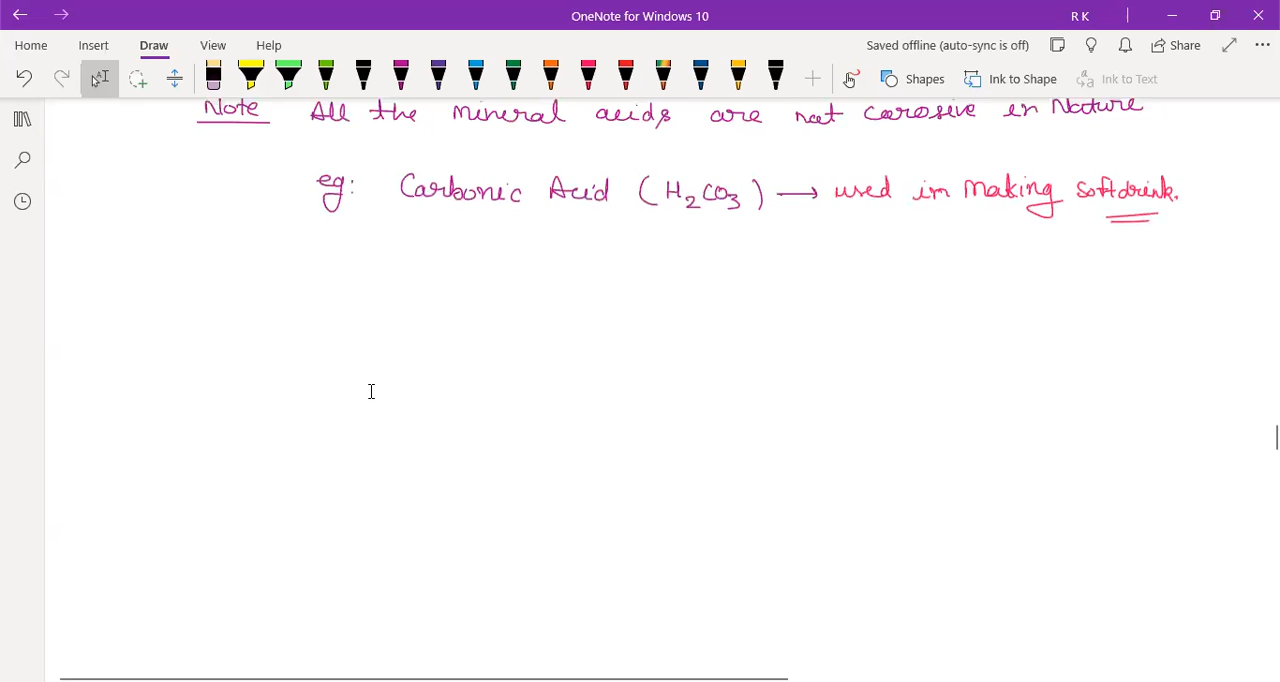 OneNote for Windows 10
R K
Home Insert Draw View Help
Saved offline (auto-sync is off) Share
Shapes Ink to Shape Ink to Text
Note All the mineral acids are not carosive in Nature
eg: Carbonic Acid (H₂CO₃) → used in Making softdrink.